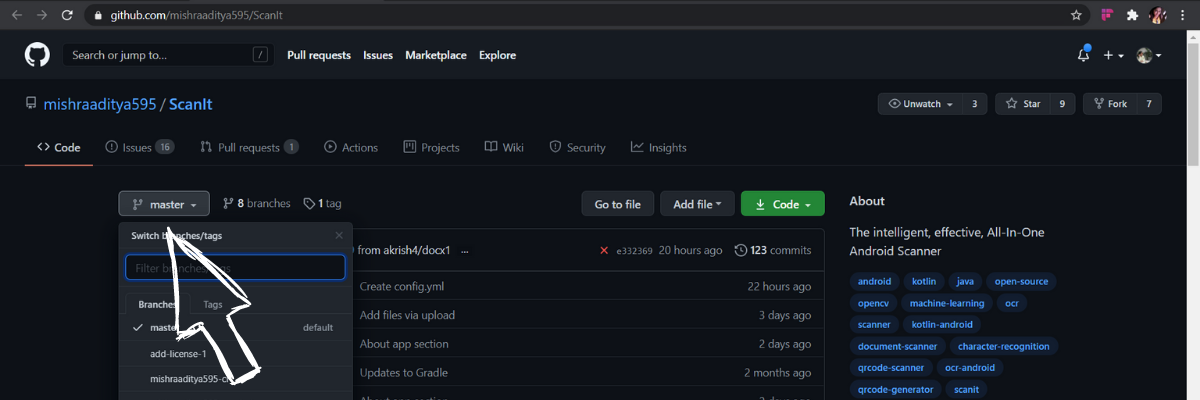 github.com/mishraaditya595/ScanIt
Search or jump to... /
Pull requests Issues Marketplace Explore
mishraaditya595 / ScanIt
Unwatch 3 Star 9 Fork 7
Code Issues 16 Pull requests 1 Actions Projects Wiki Security Insights
master 8 branches 1 tag Go to file Add file Code
Switch branches/tags
Filter branches/tags
Branches Tags
master default
add-license-1
from akrish4/docx1 ... e332369 20 hours ago 123 commits
Create config.yml 22 hours ago
Add files via upload 3 days ago
About app section 2 days ago
Updates to Gradle 2 months ago
About app section 2 days ago
About
The intelligent, effective, All-In-One
Android Scanner
android kotlin java open-source
opencv machine-learning ocr
scanner kotlin-android
document-scanner character-recognition
qrcode-scanner ocr-android
qrcode-generator scanit